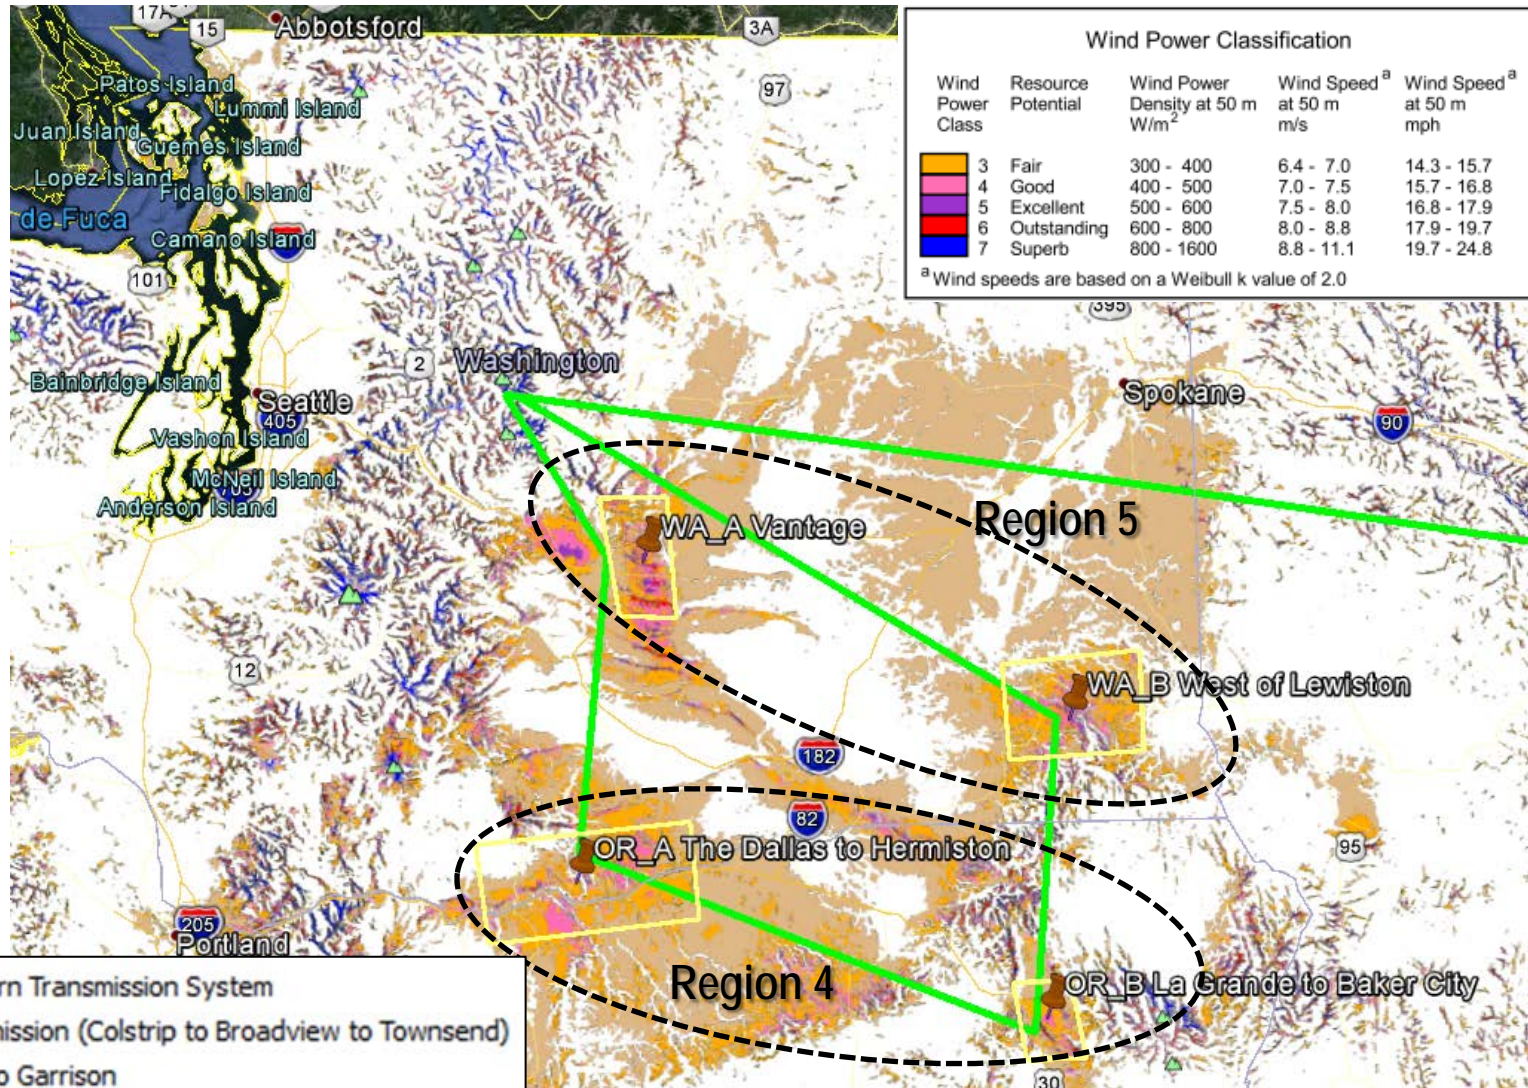 17A
15
Abbotsford
3A
97
Patos Island
Lummi Island
Juan Island
Guemes Island
Lopez Island
Fidalgo Island
de Fuca
Camano Island
101
Wind Power Classification
Wind Power Class
Resource Potential
Wind Power Density at 50 m W/m2
Wind Speed a at 50 m m/s
Wind Speed a at 50 m mph
3 Fair 300 - 400 6.4 - 7.0 14.3 - 15.7
4 Good 400 - 500 7.0 - 7.5 15.7 - 16.8
5 Excellent 500 - 600 7.5 - 8.0 16.8 - 17.9
6 Outstanding 600 - 800 8.0 - 8.8 17.9 - 19.7
7 Superb 800 - 1600 8.8 - 11.1 19.7 - 24.8
a Wind speeds are based on a Weibull k value of 2.0
395
2
Washington
Bainbridge Island
Seattle
405
Spokane
90
Vashon Island
McNeil Island
705
Anderson Island
Region 5
WA_A Vantage
12
WA_B West of Lewiston
182
82
OR_A The Dallas to Hermiston
95
205
Portland
Region 4
OR_B La Grande to Baker City
30
rn Transmission System
ission (Colstrip to Broadview to Townsend)
o Garrison